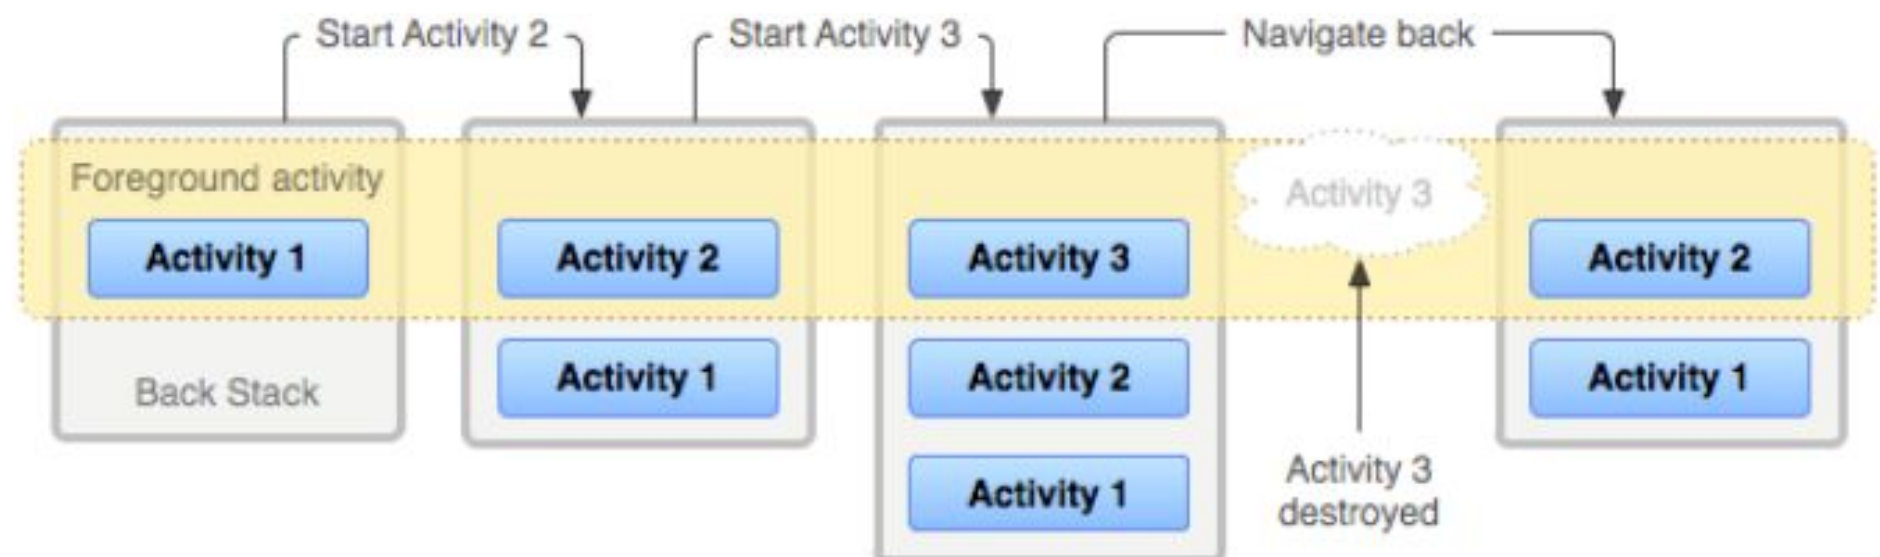 Start Activity 2
Start Activity 3
Navigate back
Foreground activity
Activity 1
Back Stack
Activity 2
Activity 1
Activity 3
Activity 2
Activity 1
Activity 3
Activity 3
destroyed
Activity 2
Activity 1